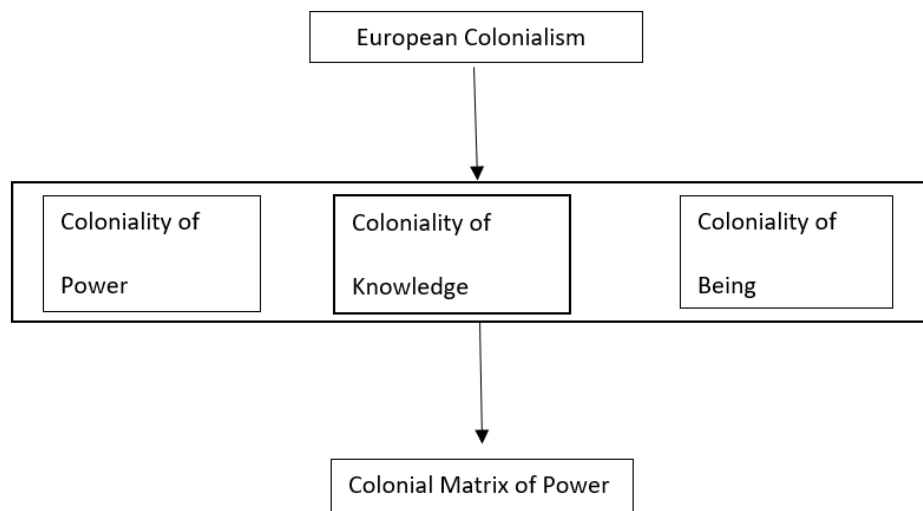 European Colonialism
Coloniality of
Power
Coloniality of
Knowledge
Coloniality of
Being
Colonial Matrix of Power